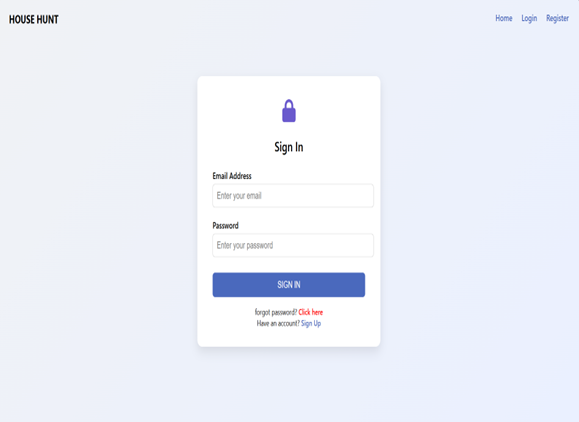 HOUSE HUNT
Home Login Register
Sign In
Email Address
Enter your email
Password
Enter your password
SIGN IN
forgot password? Click here
Have an account? Sign Up